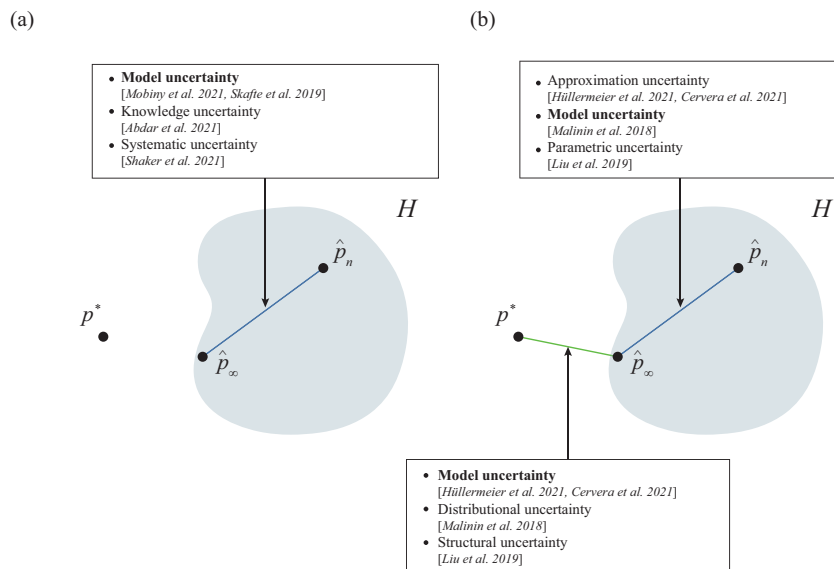 (a)
• Model uncertainty
[Mobiny et al. 2021, Skafte et al. 2019]
• Knowledge uncertainty
[Abdar et al. 2021]
• Systematic uncertainty
[Shaker et al. 2021]
H
p̂ₙ
p*
p̂∞
(b)
• Approximation uncertainty
[Hüllermeier et al. 2021, Cervera et al. 2021]
• Model uncertainty
[Malinin et al. 2018]
• Parametric uncertainty
[Liu et al. 2019]
H
p̂ₙ
p*
p̂∞
• Model uncertainty
[Hüllermeier et al. 2021, Cervera et al. 2021]
• Distributional uncertainty
[Malinin et al. 2018]
• Structural uncertainty
[Liu et al. 2019]